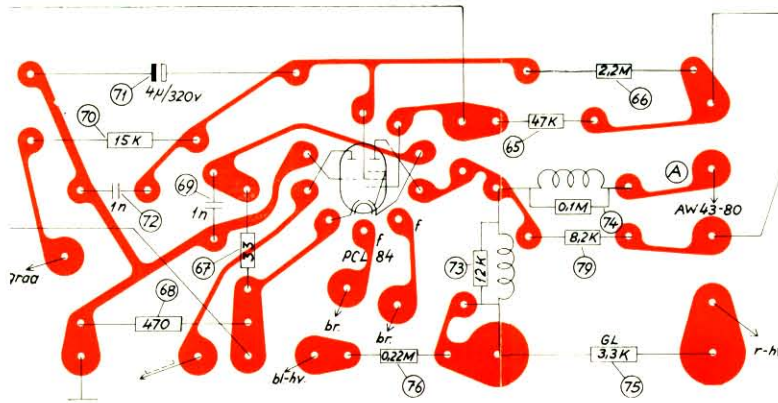 2,2M
66
71
4µ/320v
70
15K
47K
65
69
1n
1n
72
A
0,1M
74
AW 43-80
67
33
f
f
PCL 84
73
12K
8,2K
79
graa
68
470
br.
br.
GL
3,3K
75
bl-hv.
0,22M
76